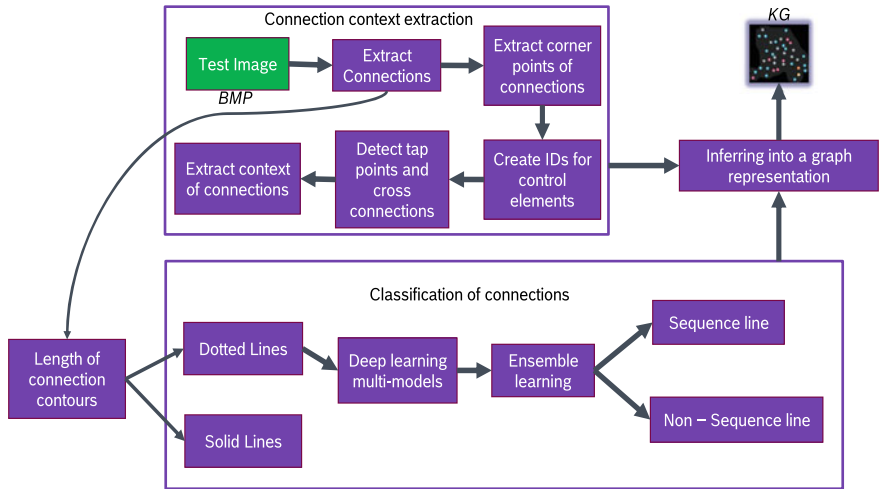 Connection context extraction
KG
Test Image
Extract
Connections
Extract corner
points of
connections
BMP
Extract context
of connections
Detect tap
points and
cross
connections
Create IDs for
control
elements
Inferring into a graph
representation
Classification of connections
Length of
connection
contours
Dotted Lines
Solid Lines
Deep learning
multi-models
Ensemble
learning
Sequence line
Non – Sequence line